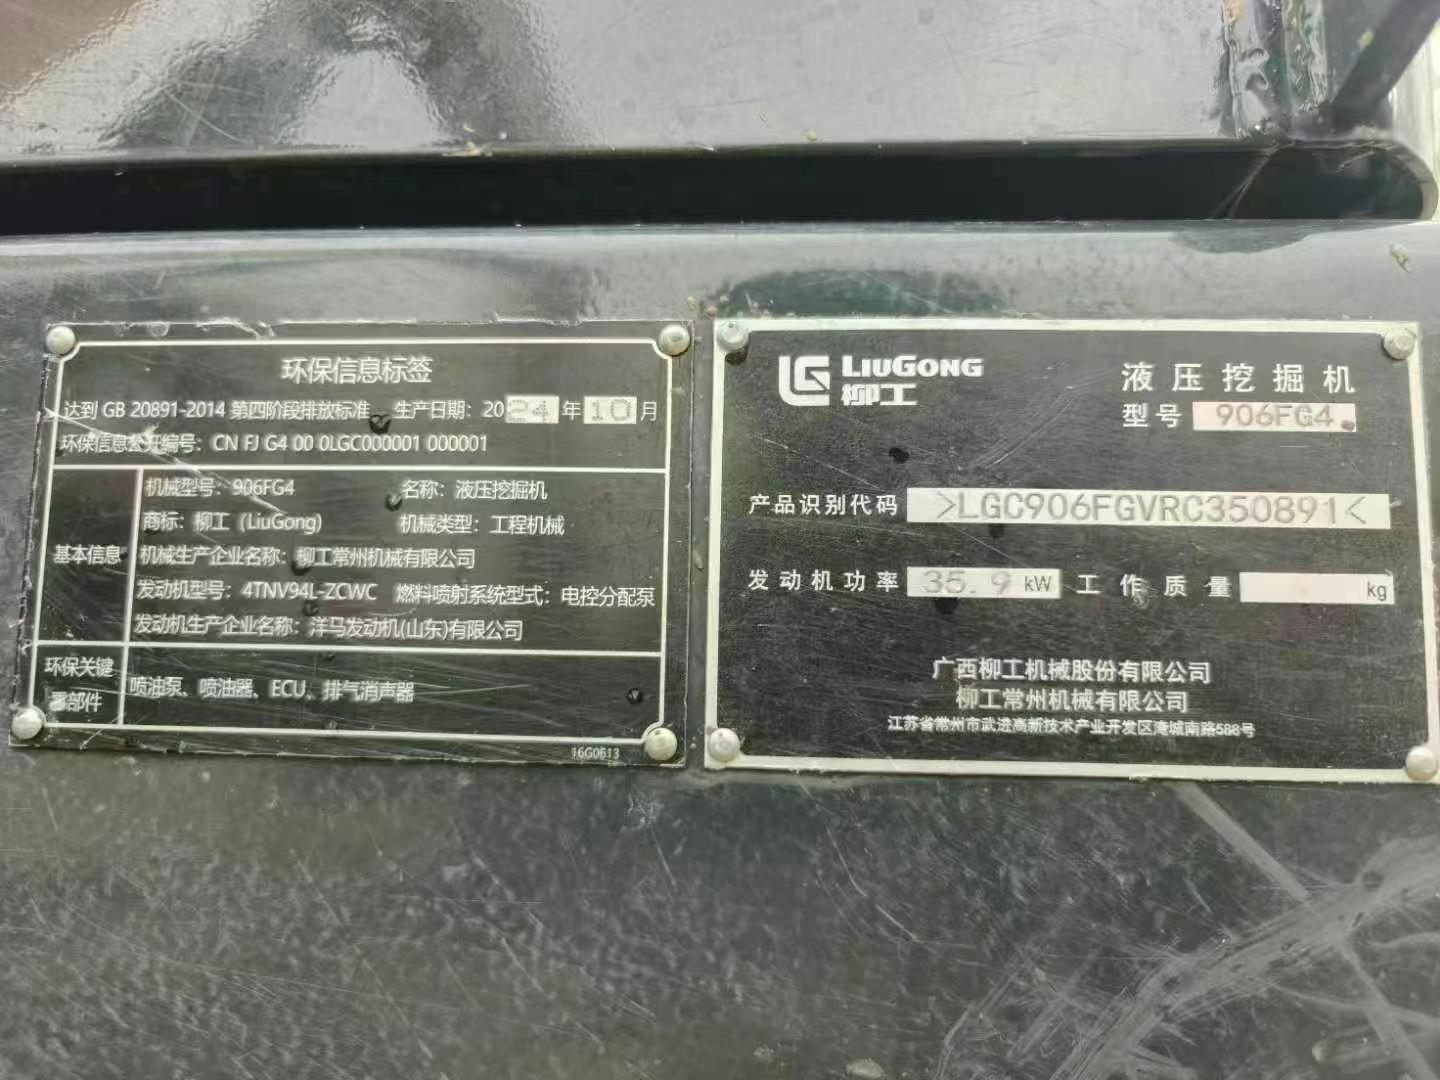 环保信息标签
达到 GB 20891-2014 第四阶段排放标准 生产日期：2024年10月
环保信息公开编号：CN FJ G4 00 0LGC000001 000001
基本信息
机械型号：906FG4 名称：液压挖掘机
商标：柳工（LiuGong） 机械类型：工程机械
机械生产企业名称：柳工常州机械有限公司
发动机型号：4TNV94L-ZCWC 燃料喷射系统型式：电控分配泵
发动机生产企业名称：洋马发动机(山东)有限公司
环保关键
零部件
喷油泵、喷油器、ECU、排气消声器
16G0613
LG LIUGONG
柳工
液压挖掘机
型号 906FG4
产品识别代码 >LGC906FGVRC350891<
发动机功率 35.9 kW 工作质量 kg
广西柳工机械股份有限公司
柳工常州机械有限公司
江苏省常州市武进高新技术产业开发区淹城南路588号